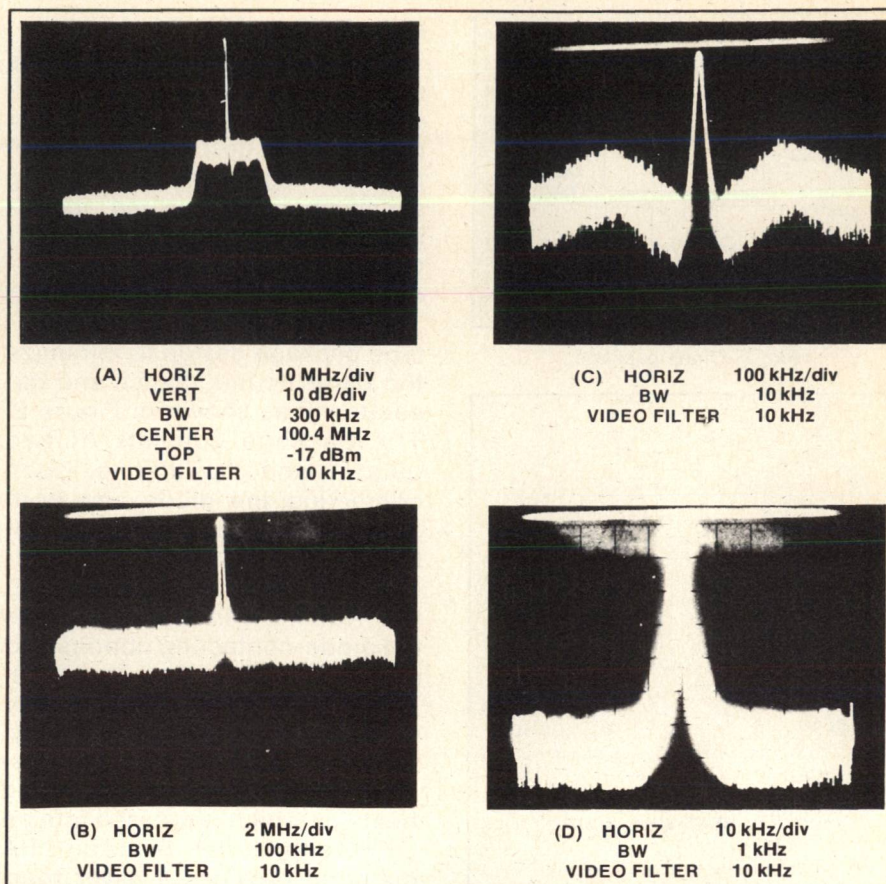 (A) HORIZ 10 MHz/div
VERT 10 dB/div
BW 300 kHz
CENTER 100.4 MHz
TOP -17 dBm
VIDEO FILTER 10 kHz
(C) HORIZ 100 kHz/div
BW 10 kHz
VIDEO FILTER 10 kHz
(B) HORIZ 2 MHz/div
BW 100 kHz
VIDEO FILTER 10 kHz
(D) HORIZ 10 kHz/div
BW 1 kHz
VIDEO FILTER 10 kHz